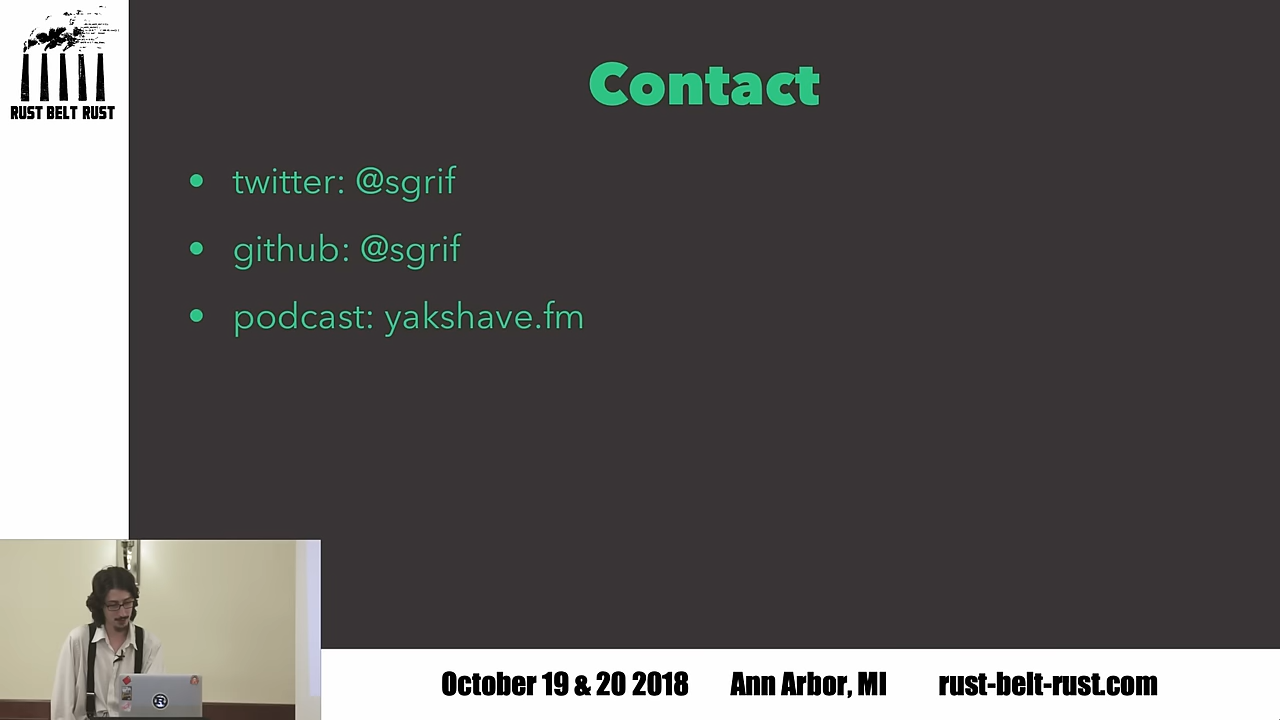 RUST BELT RUST
Contact
• twitter: @sgrif
• github: @sgrif
• podcast: yakshave.fm
October 19 & 20 2018 Ann Arbor, MI rust-belt-rust.com